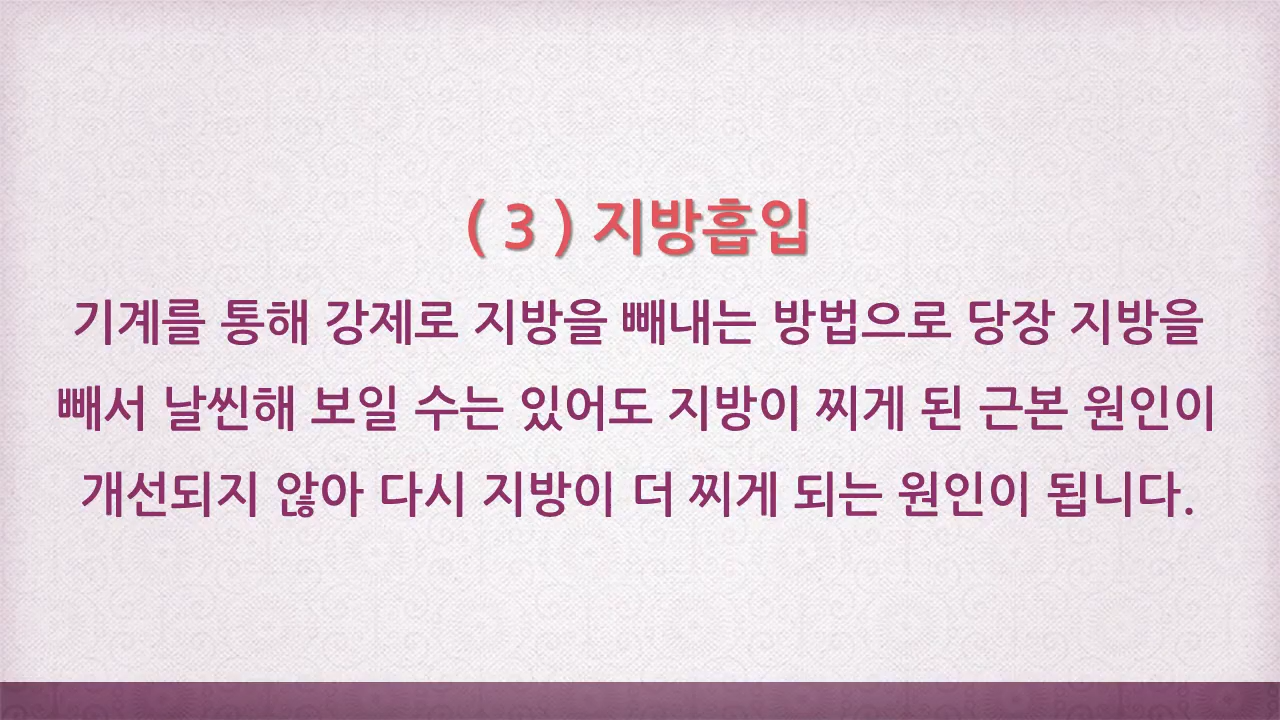 ( 3 ) 지방흡입
기계를 통해 강제로 지방을 빼내는 방법으로 당장 지방을
빼서 날씬해 보일 수는 있어도 지방이 찌게 된 근본 원인이
개선되지 않아 다시 지방이 더 찌게 되는 원인이 됩니다.